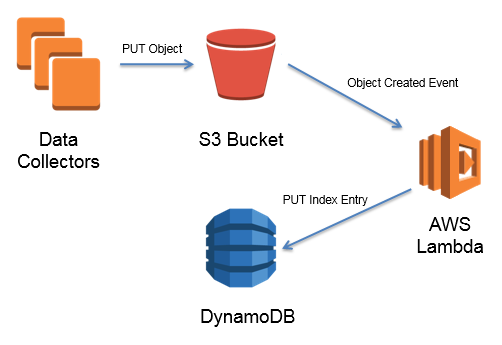 PUT Object
Object Created Event
Data
Collectors
S3 Bucket
PUT Index Entry
AWS
Lambda
DynamoDB